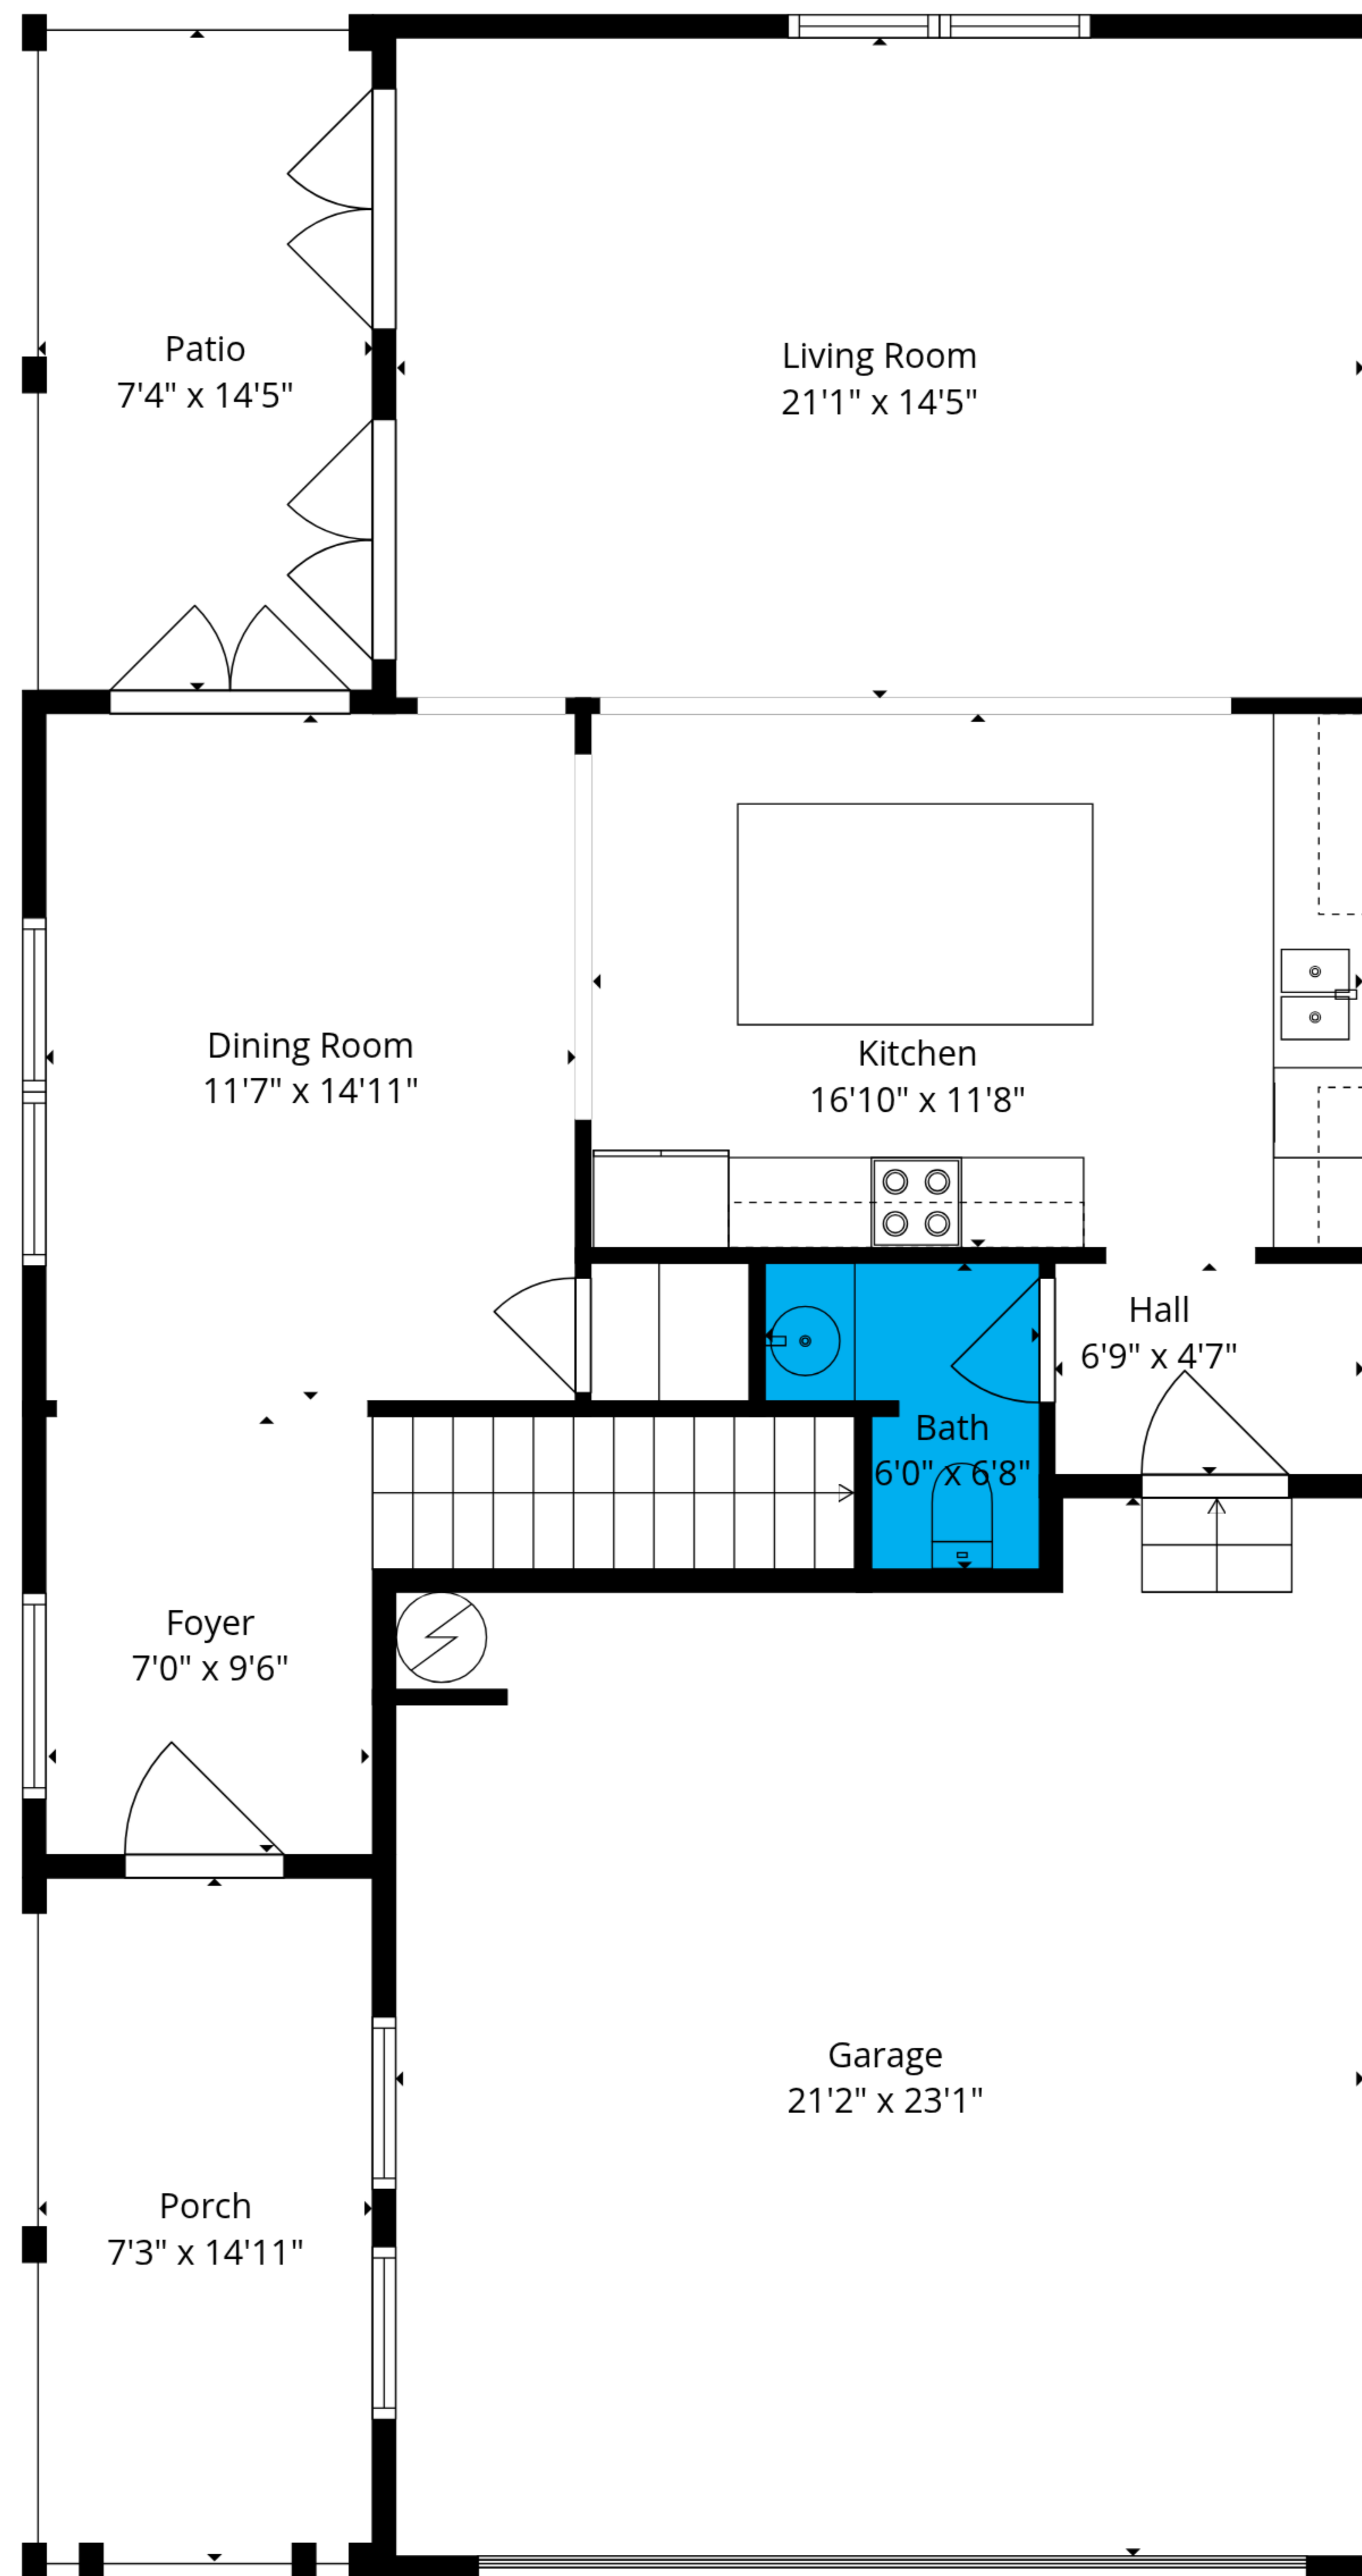 Patio
7'4" x 14'5"
Living Room
21'1" x 14'5"
Dining Room
11'7" x 14'11"
Kitchen
16'10" x 11'8"
Hall
6'9" x 4'7"
Bath
6'0" x 6'8"
Foyer
7'0" x 9'6"
Garage
21'2" x 23'1"
Porch
7'3" x 14'11"